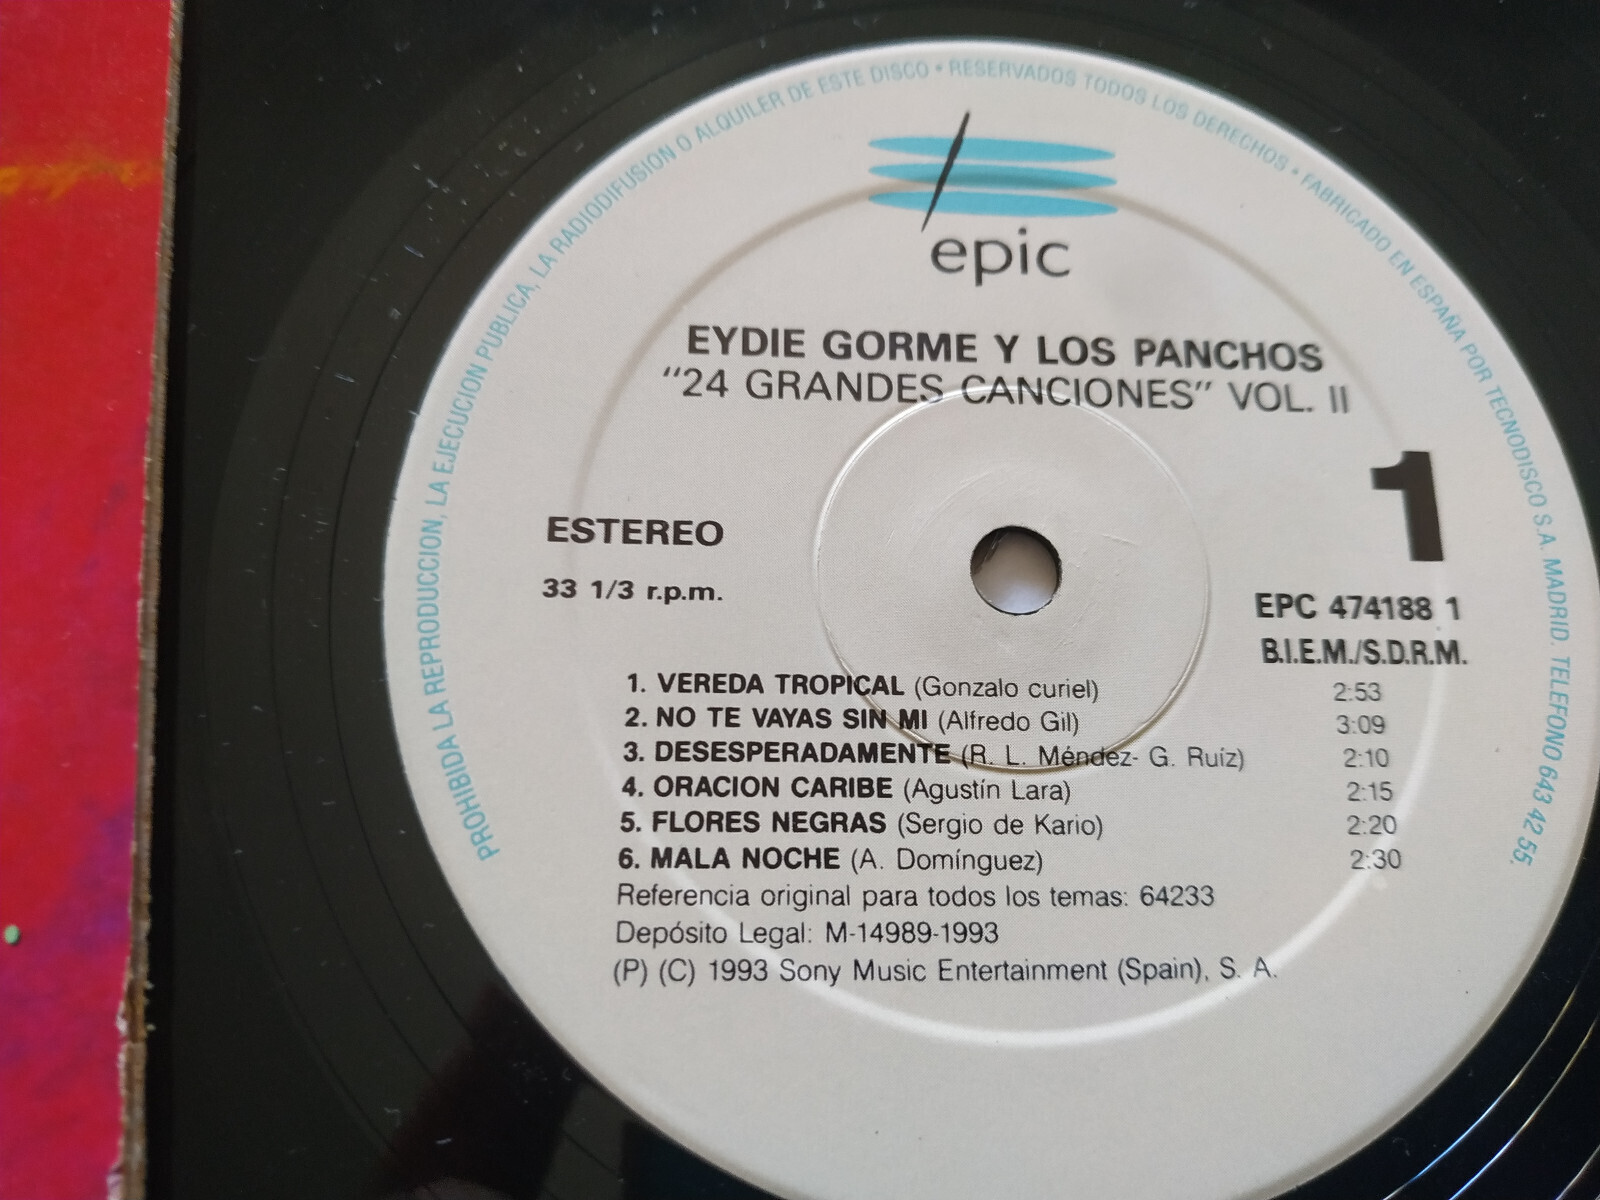 PROHIBIDA LA REPRODUCCION, LA EJECUCION PUBLICA, LA RADIODIFUSION O ALQUILER DE ESTE DISCO • RESERVADOS TODOS LOS DERECHOS • FABRICADO EN ESPAÑA POR TECNODISCO S.A. MADRID. TELEFONO 643 42 55.
epic
EYDIE GORME Y LOS PANCHOS
"24 GRANDES CANCIONES" VOL. II
1
ESTEREO
33 1/3 r.p.m.
EPC 474188 1
B.I.E.M./S.D.R.M.
1. VEREDA TROPICAL (Gonzalo curiel) 2:53
2. NO TE VAYAS SIN MI (Alfredo Gil) 3:09
3. DESESPERADAMENTE (R. L. Méndez- G. Ruíz) 2:10
4. ORACION CARIBE (Agustín Lara) 2:15
5. FLORES NEGRAS (Sergio de Kario) 2:20
6. MALA NOCHE (A. Domínguez) 2:30
Referencia original para todos los temas: 64233
Depósito Legal: M-14989-1993
(P) (C) 1993 Sony Music Entertainment (Spain), S. A.